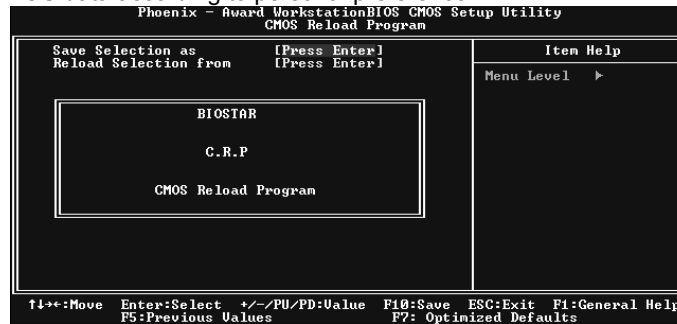 Phoenix - Award WorkstationBIOS CMOS Setup Utility
CMOS Reload Program
Save Selection as [Press Enter]
Reload Selection from [Press Enter]
Item Help
Menu Level ▶
BIOSTAR
C.R.P
CMOS Reload Program
↑↓→←:Move Enter:Select +/-/PU/PD:Value F10:Save ESC:Exit F1:General Help
F5:Previous Values F7: Optimized Defaults